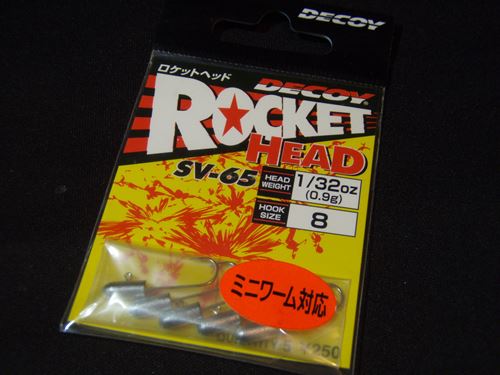 DECOY
ロケットヘッド
DECOY
ROCKET
HEAD
SV-65
HEAD WEIGHT 1/32oz
(0.9g)
HOOK SIZE 8
ミニワーム対応
¥250